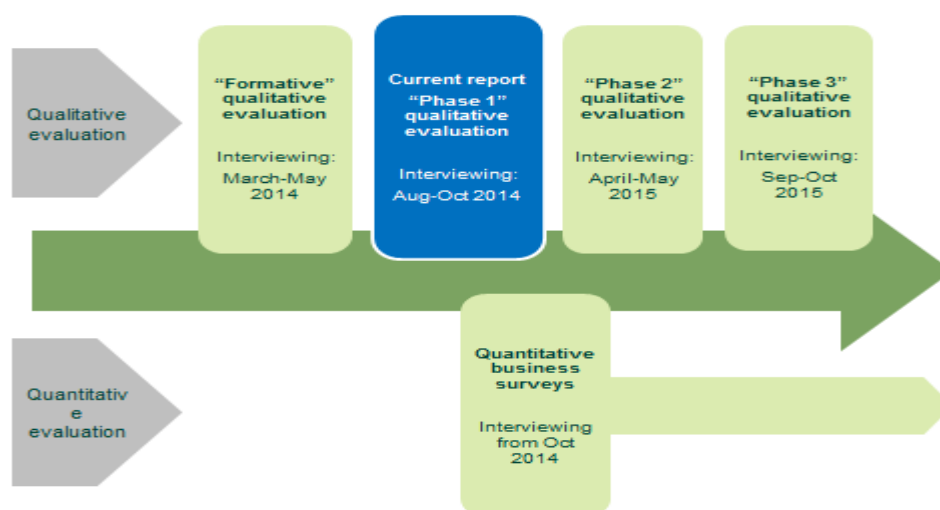 Qualitative
evaluation
“Formative”
qualitative
evaluation
Interviewing:
March-May
2014
Current report
“Phase 1”
qualitative
evaluation
Interviewing:
Aug-Oct 2014
“Phase 2”
qualitative
evaluation
Interviewing:
April-May
2015
“Phase 3”
qualitative
evaluation
Interviewing:
Sep-Oct
2015
Quantitativ
e
evaluation
Quantitative
business
surveys
Interviewing
from Oct
2014